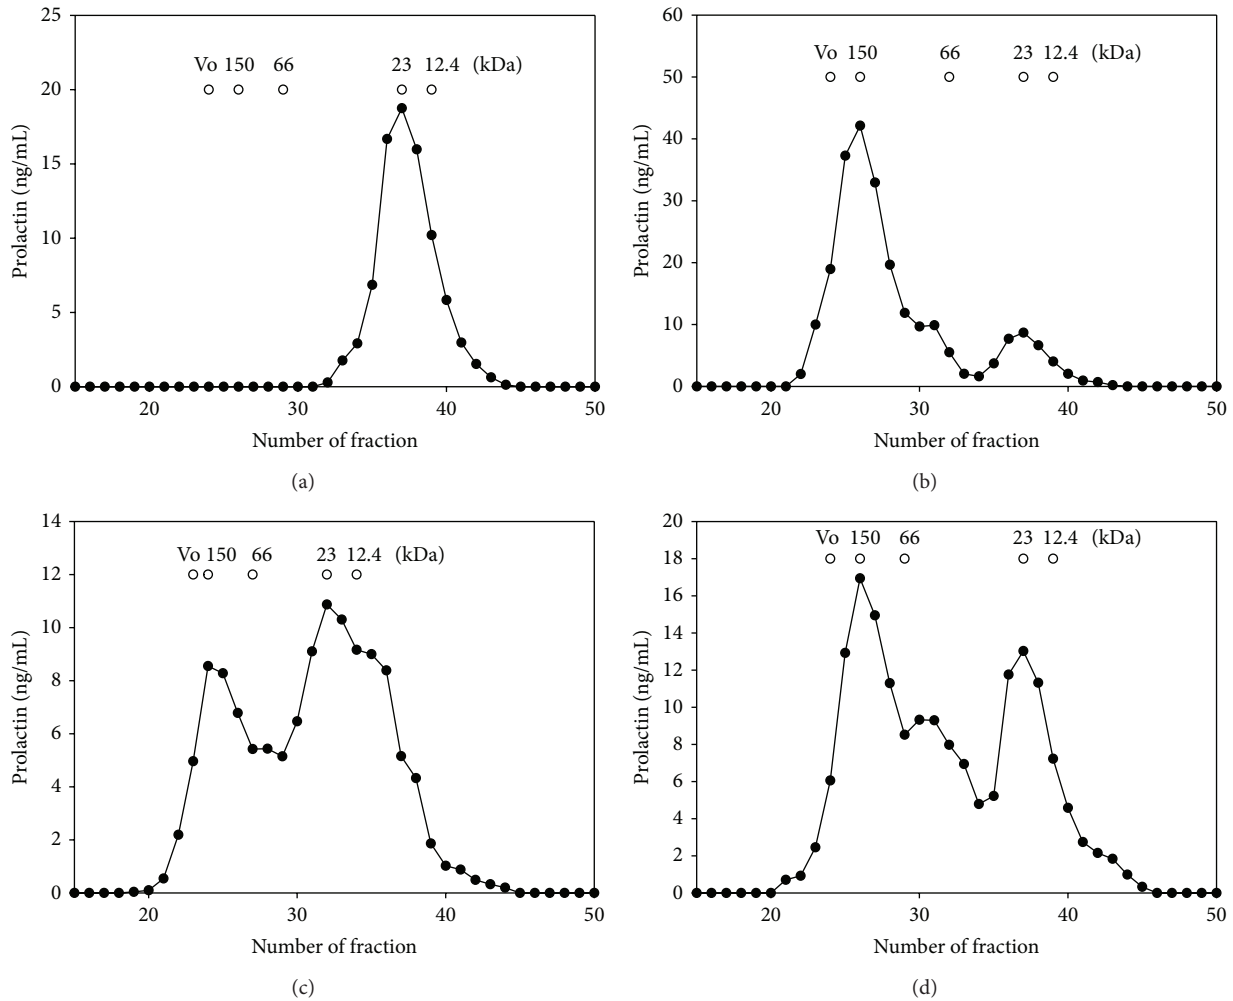 25
20
15
10
5
0
Prolactin (ng/mL)
Vo 150 66 23 12.4 (kDa)
20 30 40 50
Number of fraction
(a)
60
50
40
30
20
10
0
Prolactin (ng/mL)
Vo 150 66 23 12.4 (kDa)
20 30 40 50
Number of fraction
(b)
14
12
10
8
6
4
2
0
Prolactin (ng/mL)
Vo 150 66 23 12.4 (kDa)
20 30 40 50
Number of fraction
(c)
20
18
16
14
12
10
8
6
4
2
0
Prolactin (ng/mL)
Vo 150 66 23 12.4 (kDa)
20 30 40 50
Number of fraction
(d)